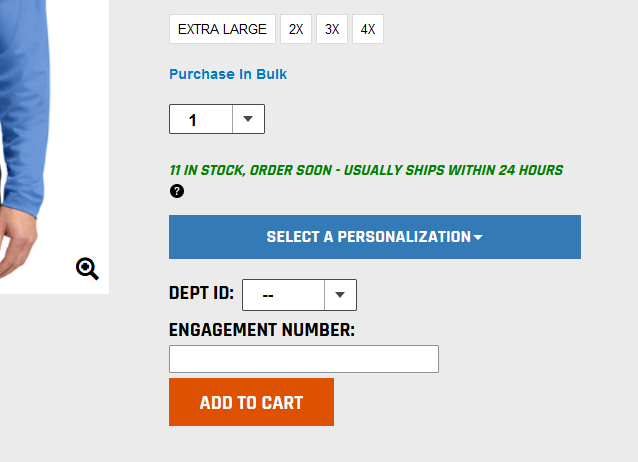 EXTRA LARGE 2X 3X 4X
Purchase In Bulk
1
11 IN STOCK, ORDER SOON - USUALLY SHIPS WITHIN 24 HOURS
?
SELECT A PERSONALIZATION
DEPT ID: --
ENGAGEMENT NUMBER:
ADD TO CART